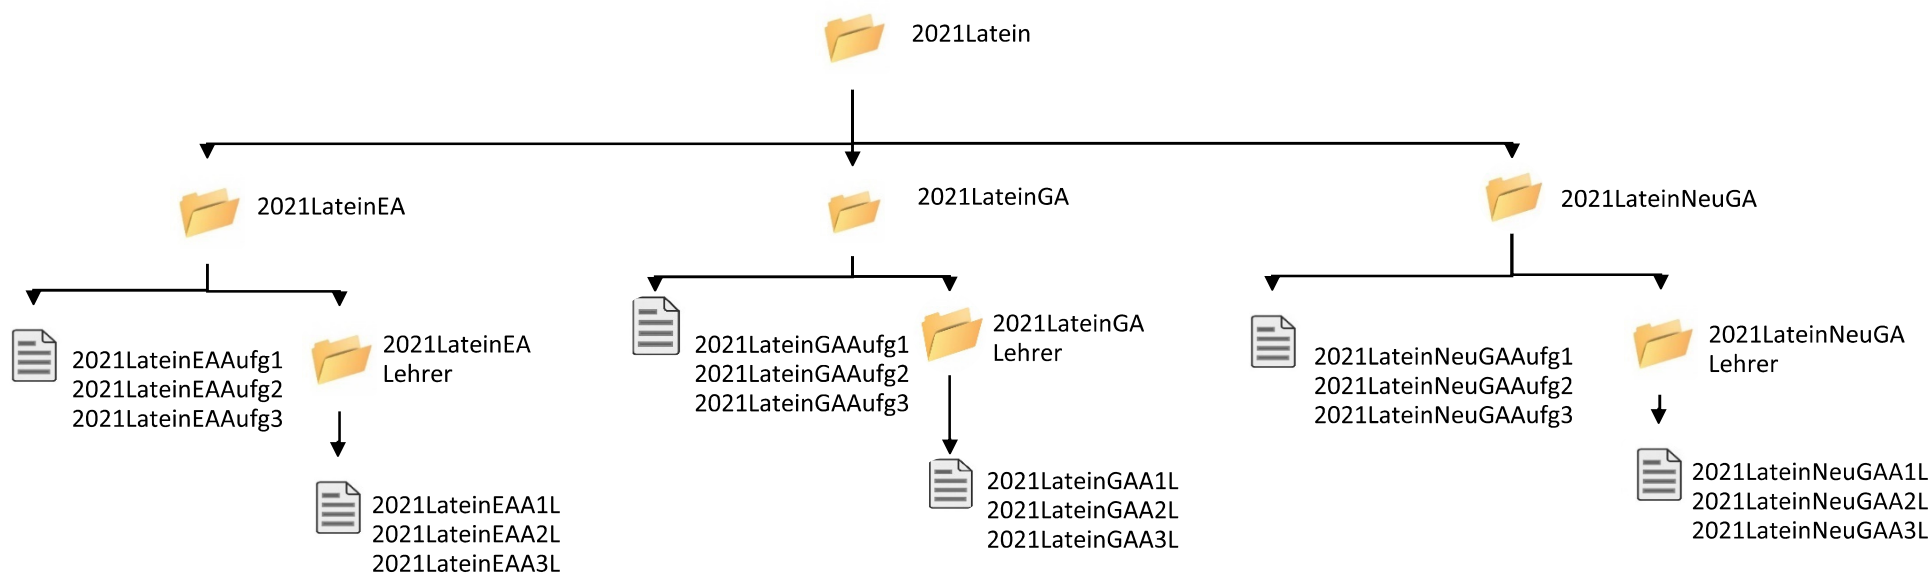 2021Latein
2021LateinEA
2021LateinGA
2021LateinNeuGA
2021LateinEAAufg1
2021LateinEAAufg2
2021LateinEAAufg3
2021LateinEA
Lehrer
2021LateinEAA1L
2021LateinEAA2L
2021LateinEAA3L
2021LateinGAAufg1
2021LateinGAAufg2
2021LateinGAAufg3
2021LateinGA
Lehrer
2021LateinGAA1L
2021LateinGAA2L
2021LateinGAA3L
2021LateinNeuGAAufg1
2021LateinNeuGAAufg2
2021LateinNeuGAAufg3
2021LateinNeuGA
Lehrer
2021LateinNeuGAA1L
2021LateinNeuGAA2L
2021LateinNeuGAA3L